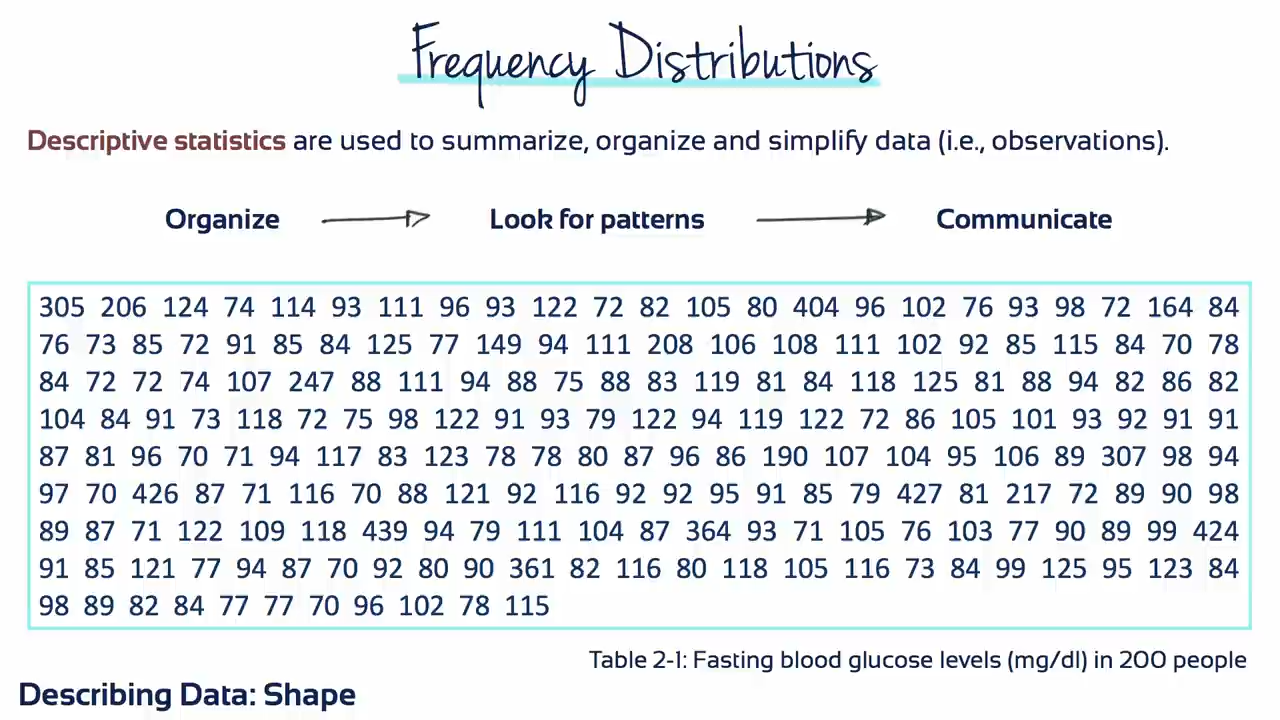 Frequency Distributions
Descriptive statistics are used to summarize, organize and simplify data (i.e., observations).
Organize Look for patterns Communicate
305 206 124 74 114 93 111 96 93 122 72 82 105 80 404 96 102 76 93 98 72 164 84
76 73 85 72 91 85 84 125 77 149 94 111 208 106 108 111 102 92 85 115 84 70 78
84 72 72 74 107 247 88 111 94 88 75 88 83 119 81 84 118 125 81 88 94 82 86 82
104 84 91 73 118 72 75 98 122 91 93 79 122 94 119 122 72 86 105 101 93 92 91 91
87 81 96 70 71 94 117 83 123 78 78 80 87 96 86 190 107 104 95 106 89 307 98 94
97 70 426 87 71 116 70 88 121 92 116 92 92 95 91 85 79 427 81 217 72 89 90 98
89 87 71 122 109 118 439 94 79 111 104 87 364 93 71 105 76 103 77 90 89 99 424
91 85 121 77 94 87 70 92 80 90 361 82 116 80 118 105 116 73 84 99 125 95 123 84
98 89 82 84 77 77 70 96 102 78 115
Table 2-1: Fasting blood glucose levels (mg/dl) in 200 people
Describing Data: Shape